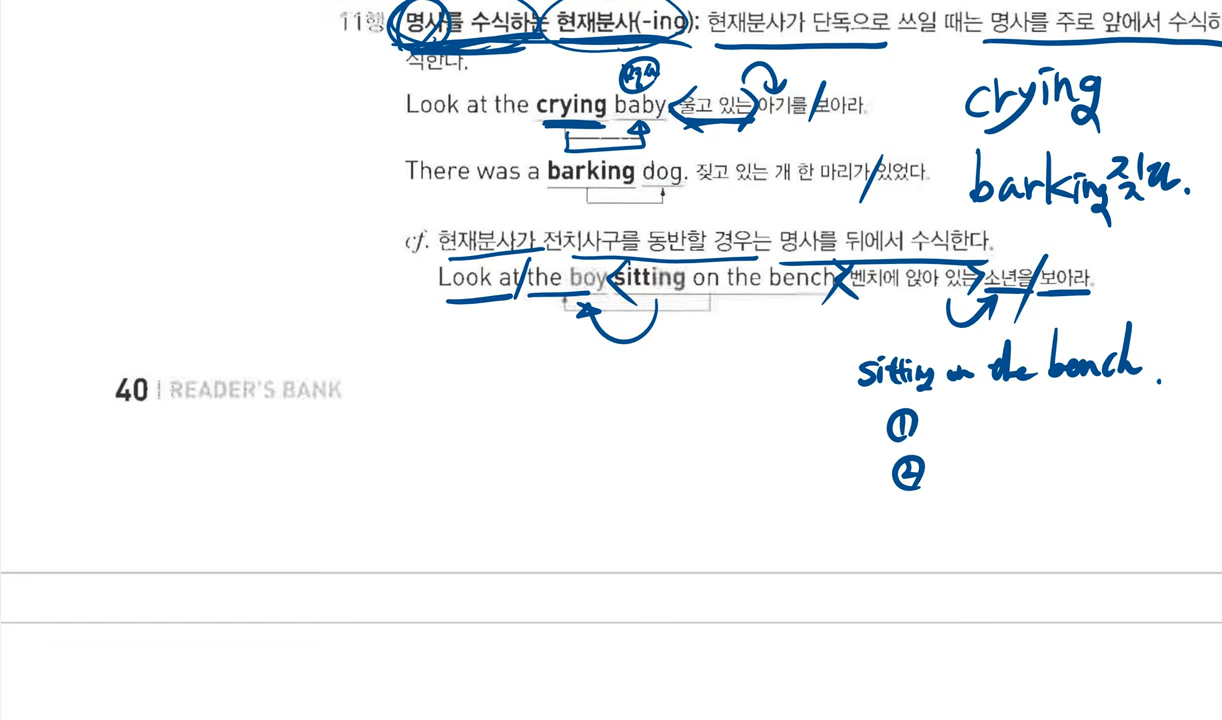 11행 명사를 수식하는 현재분사(-ing): 현재분사가 단독으로 쓰일 때는 명사를 주로 앞에서 수식하
식한다.
명사
Look at the crying baby. 울고 있는 아기를 보아라.
crying
There was a barking dog. 짖고 있는 개 한 마리가 있었다.
barking
cf. 현재분사가 전치사구를 동반할 경우는 명사를 뒤에서 수식한다.
Look at the boy sitting on the bench. 벤치에 앉아 있는 소년을 보아라.
sitting on the bench.
40 | READER'S BANK
①
②